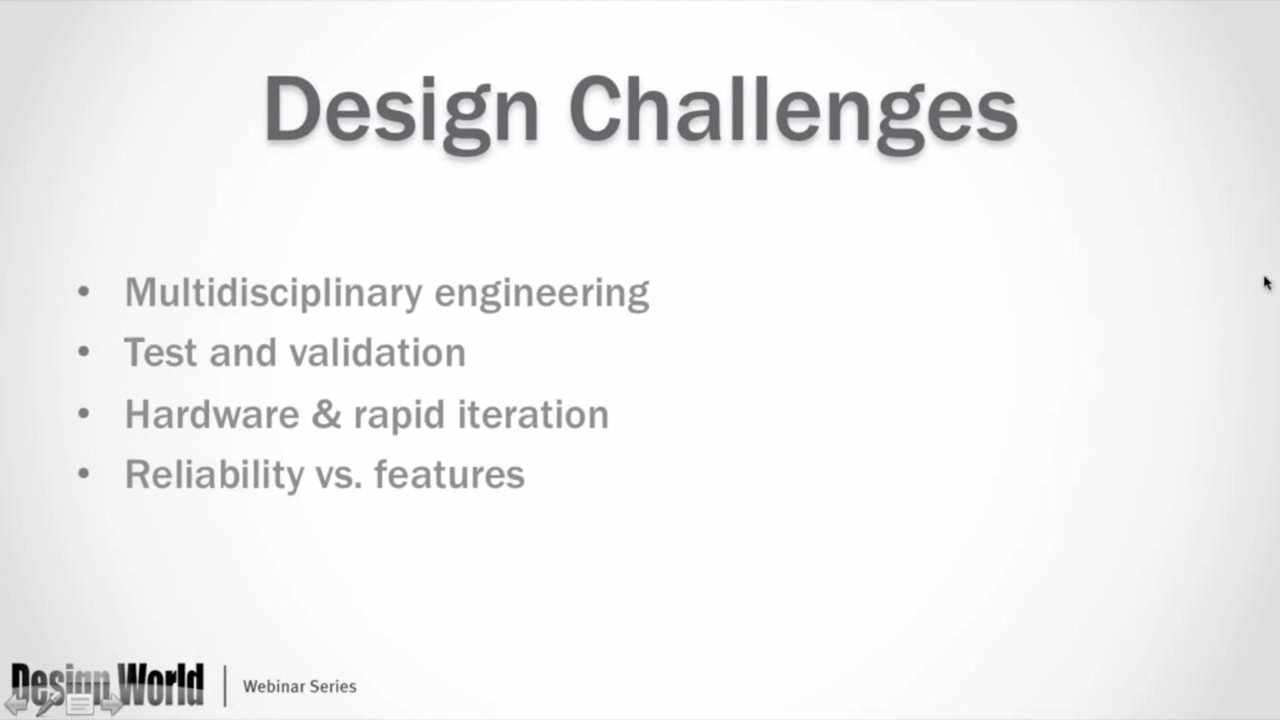 Design Challenges
• Multidisciplinary engineering
• Test and validation
• Hardware & rapid iteration
• Reliability vs. features
Design World | Webinar Series